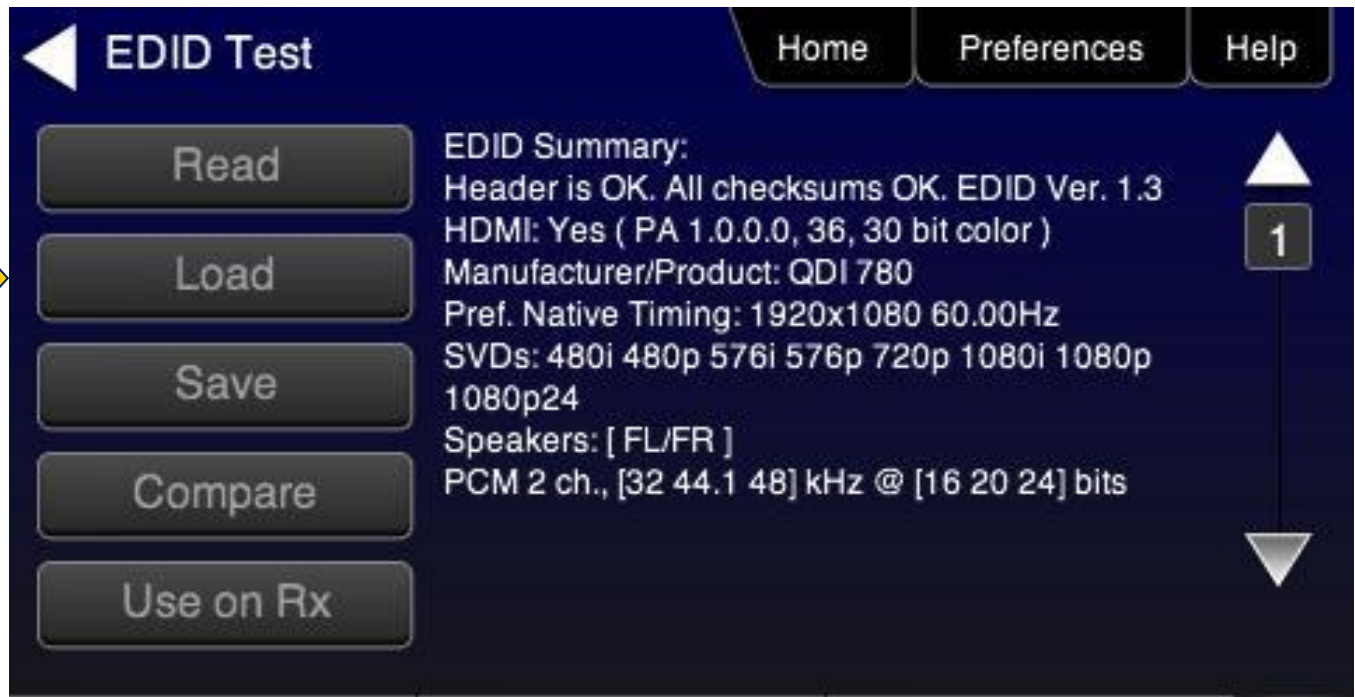 EDID Test
Home
Preferences
Help
Read
Load
Save
Compare
Use on Rx
EDID Summary:
Header is OK. All checksums OK. EDID Ver. 1.3
HDMI: Yes ( PA 1.0.0.0, 36, 30 bit color )
Manufacturer/Product: QDI 780
Pref. Native Timing: 1920x1080 60.00Hz
SVDs: 480i 480p 576i 576p 720p 1080i 1080p
1080p24
Speakers: [ FL/FR ]
PCM 2 ch., [32 44.1 48] kHz @ [16 20 24] bits
1